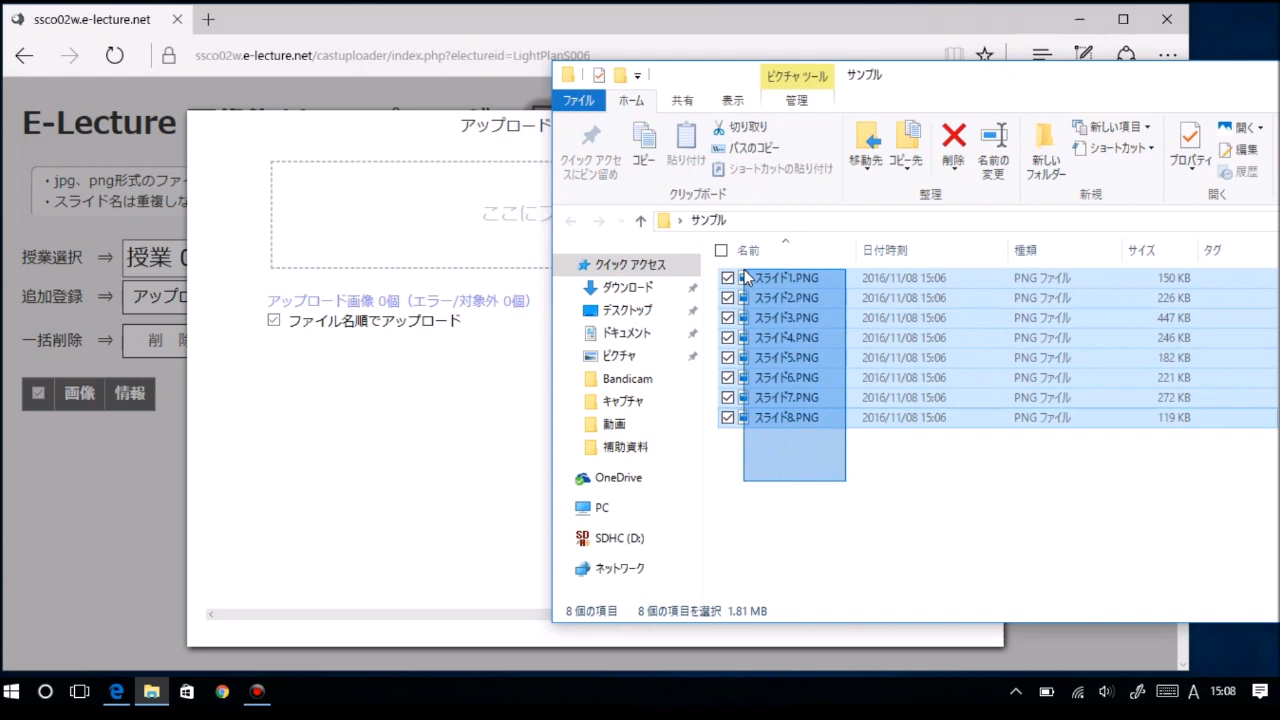 ssco02w.e-lecture.net
ssco02w.e-lecture.net/castuploader/index.php?electureid=LightPlanS006
E-Lecture
・jpg、png形式のファ
・スライド名は重複しな
授業選択 ⇒ 授業 0
追加登録 ⇒ アップロ
一括削除 ⇒ 削 除
画像 情報
アップロード
ここにフ
アップロード画像 0個（エラー/対象外 0個）
ファイル名順でアップロード
ピクチャ ツール サンプル
ファイル ホーム 共有 表示 管理
クイック アクセスにピン留め
コピー
貼り付け
切り取り
パスのコピー
ショートカットの貼り付け
クリップボード
移動先 コピー先 削除 名前の変更
整理
新しいフォルダー
新しい項目
ショートカット
新規
プロパティ
開く
編集
履歴
開く
サンプル
名前 日付時刻 種類 サイズ タグ
スライド1.PNG 2016/11/08 15:06 PNG ファイル 150 KB
スライド2.PNG 2016/11/08 15:06 PNG ファイル 226 KB
スライド3.PNG 2016/11/08 15:06 PNG ファイル 447 KB
スライド4.PNG 2016/11/08 15:06 PNG ファイル 246 KB
スライド5.PNG 2016/11/08 15:06 PNG ファイル 182 KB
スライド6.PNG 2016/11/08 15:06 PNG ファイル 221 KB
スライド7.PNG 2016/11/08 15:06 PNG ファイル 272 KB
スライド8.PNG 2016/11/08 15:06 PNG ファイル 119 KB
クイック アクセス
ダウンロード
デスクトップ
ドキュメント
ピクチャ
Bandicam
キャプチャ
動画
補助資料
OneDrive
PC
SDHC (D:)
ネットワーク
8 個の項目 8 個の項目を選択 1.81 MB
A 15:08